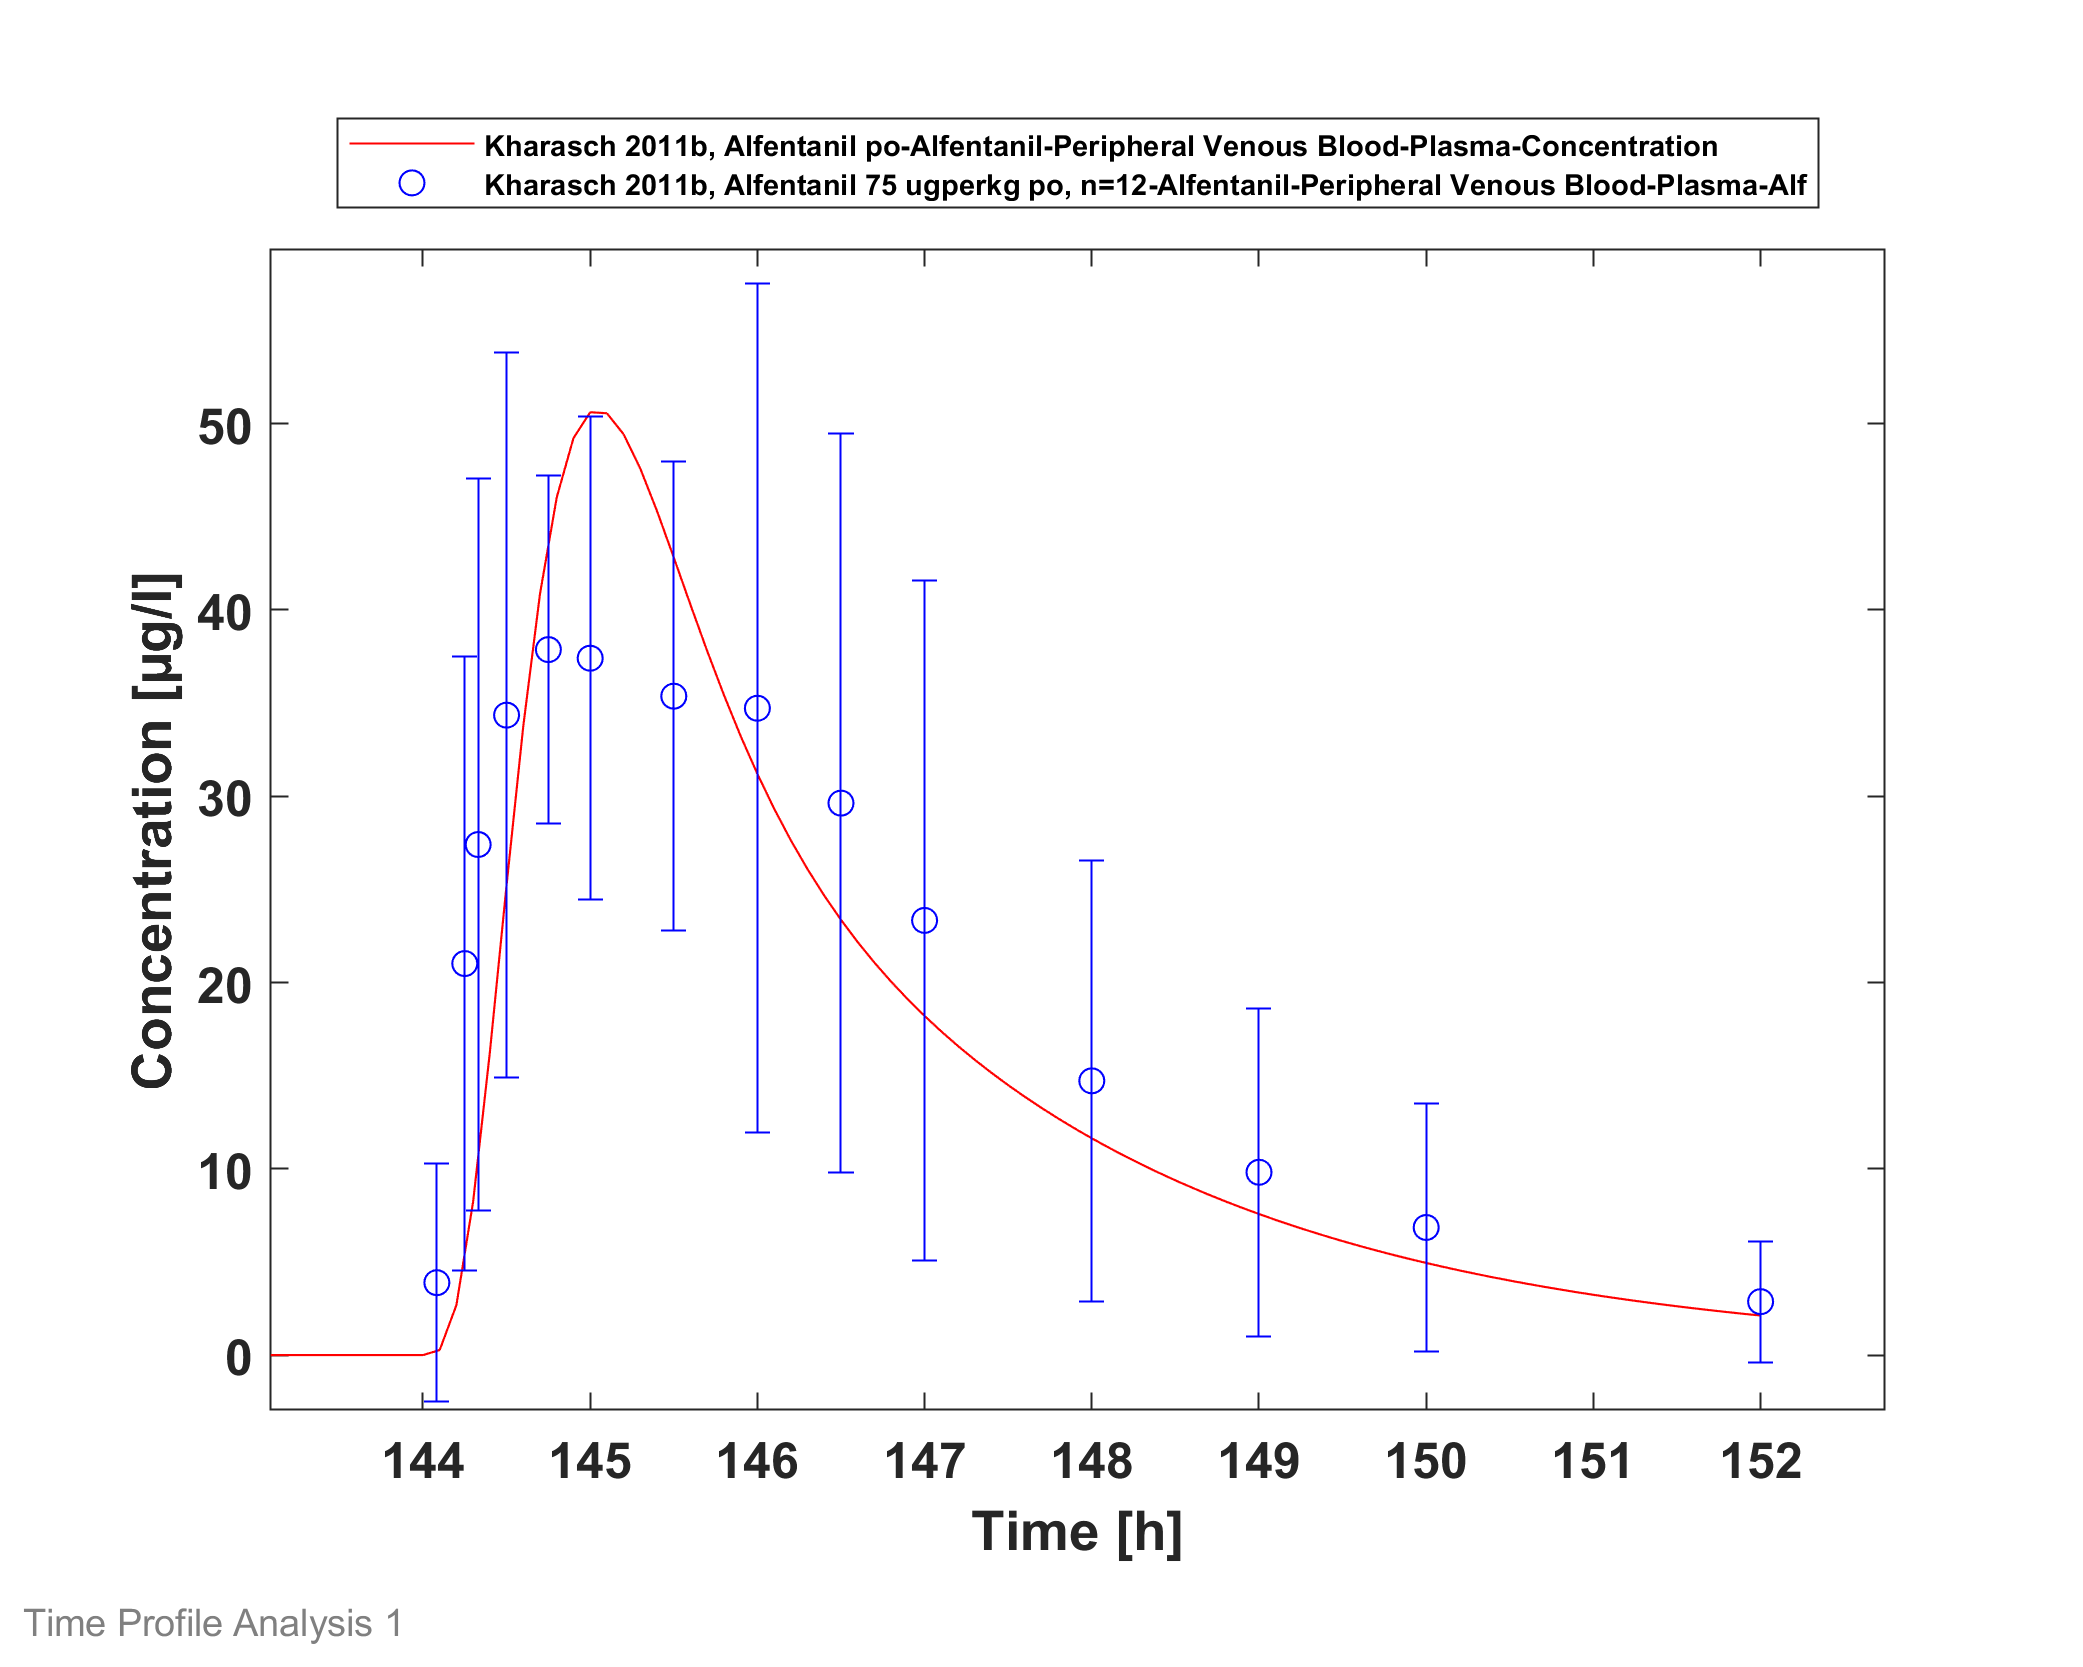 Kharasch 2011b, Alfentanil po-Alfentanil-Peripheral Venous Blood-Plasma-Concentration
Kharasch 2011b, Alfentanil 75 ugperkg po, n=12-Alfentanil-Peripheral Venous Blood-Plasma-Alf
Concentration [µg/l]
50
40
30
20
10
0
144 145 146 147 148 149 150 151 152
Time [h]
Time Profile Analysis 1